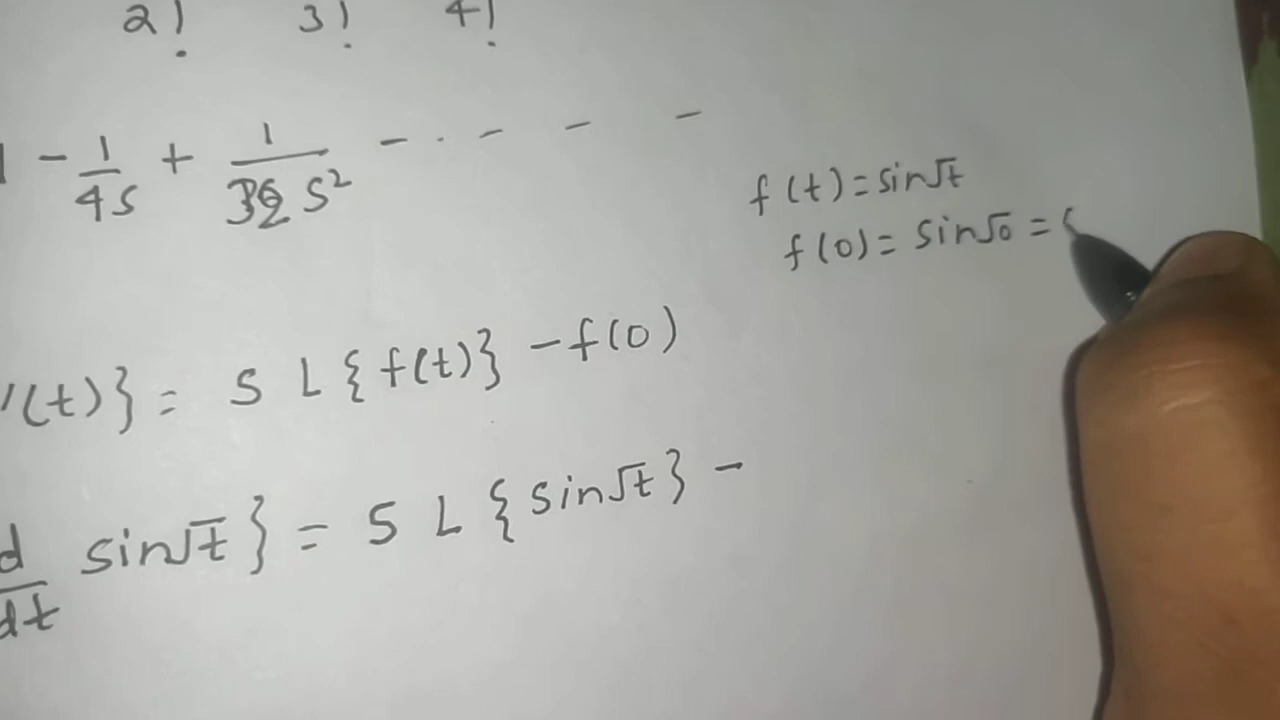 2! 3! 4!
1 - 1/4s + 1/32 s² - . - - -
f(t) = sin√t
f(0) = sin√0 =
'(t)} = s L{f(t)} - f(0)
d/dt sin√t} = s L{sin√t} -